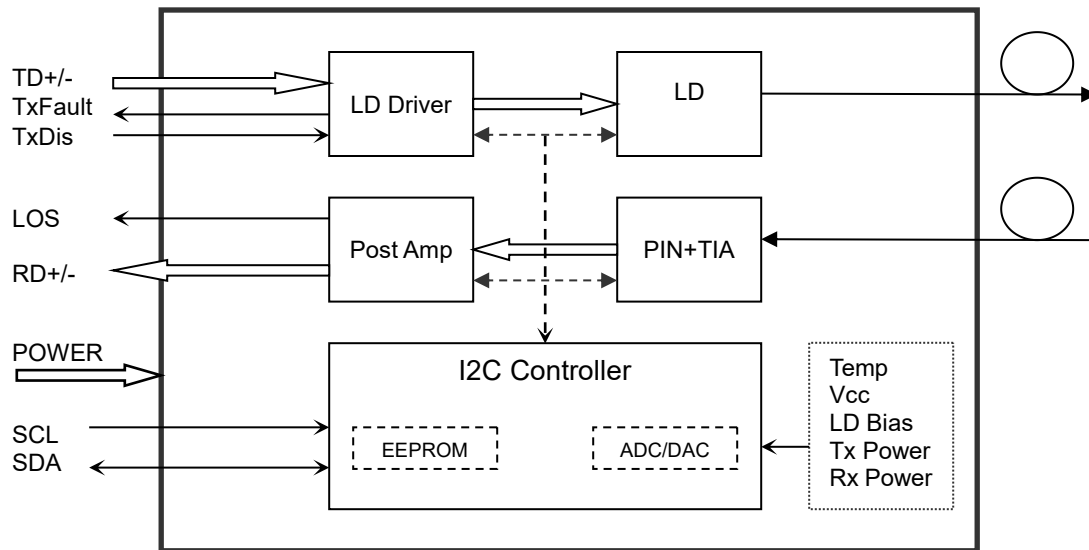 TD+/-
TxFault
TxDis
LD Driver
LD
LOS
RD+/-
Post Amp
PIN+TIA
POWER
SCL
SDA
I2C Controller
EEPROM
ADC/DAC
Temp
Vcc
LD Bias
Tx Power
Rx Power